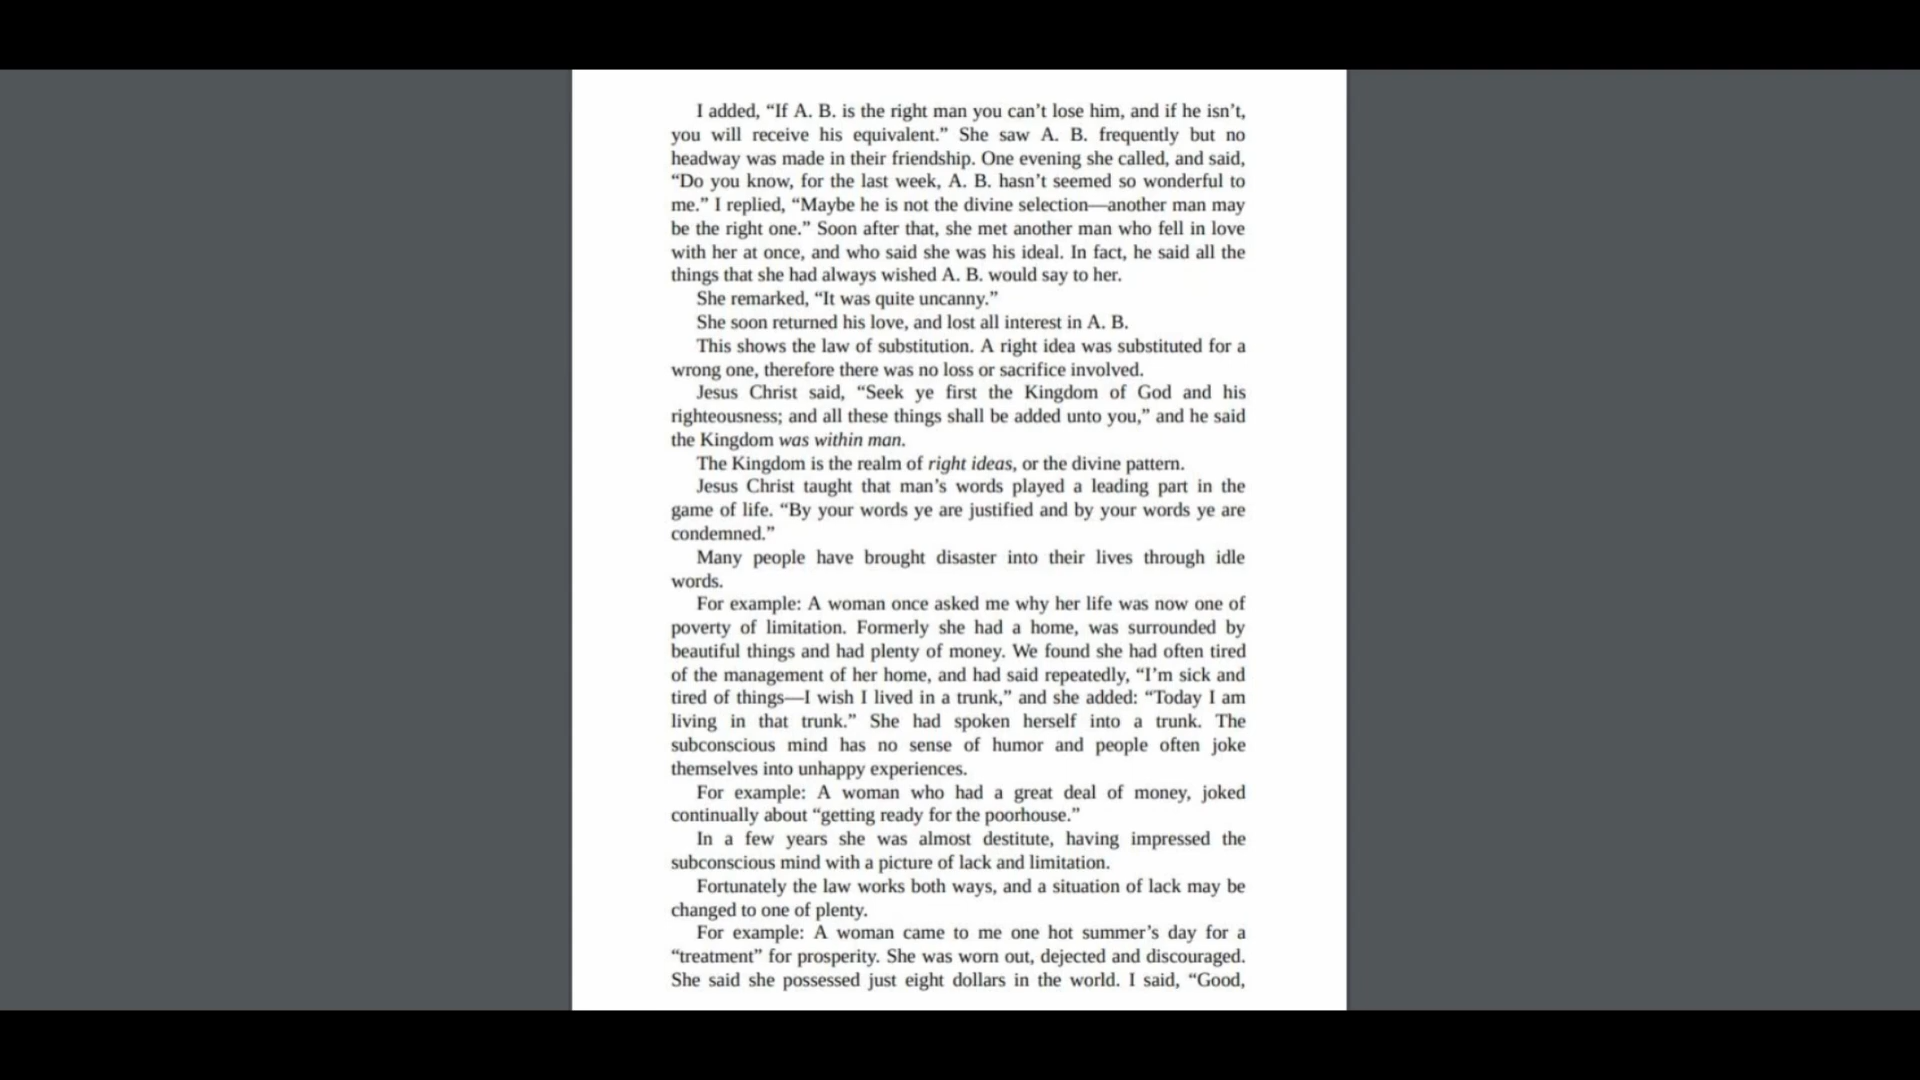 I added, “If A. B. is the right man you can’t lose him, and if he isn’t,
you will receive his equivalent.” She saw A. B. frequently but no
headway was made in their friendship. One evening she called, and said,
“Do you know, for the last week, A. B. hasn’t seemed so wonderful to
me.” I replied, “Maybe he is not the divine selection—another man may
be the right one.” Soon after that, she met another man who fell in love
with her at once, and who said she was his ideal. In fact, he said all the
things that she had always wished A. B. would say to her.
She remarked, “It was quite uncanny.”
She soon returned his love, and lost all interest in A. B.
This shows the law of substitution. A right idea was substituted for a
wrong one, therefore there was no loss or sacrifice involved.
Jesus Christ said, “Seek ye first the Kingdom of God and his
righteousness; and all these things shall be added unto you,” and he said
the Kingdom was within man.
The Kingdom is the realm of right ideas, or the divine pattern.
Jesus Christ taught that man’s words played a leading part in the
game of life. “By your words ye are justified and by your words ye are
condemned.”
Many people have brought disaster into their lives through idle
words.
For example: A woman once asked me why her life was now one of
poverty of limitation. Formerly she had a home, was surrounded by
beautiful things and had plenty of money. We found she had often tired
of the management of her home, and had said repeatedly, “I’m sick and
tired of things—I wish I lived in a trunk,” and she added: “Today I am
living in that trunk.” She had spoken herself into a trunk. The
subconscious mind has no sense of humor and people often joke
themselves into unhappy experiences.
For example: A woman who had a great deal of money, joked
continually about “getting ready for the poorhouse.”
In a few years she was almost destitute, having impressed the
subconscious mind with a picture of lack and limitation.
Fortunately the law works both ways, and a situation of lack may be
changed to one of plenty.
For example: A woman came to me one hot summer’s day for a
“treatment” for prosperity. She was worn out, dejected and discouraged.
She said she possessed just eight dollars in the world. I said, “Good,